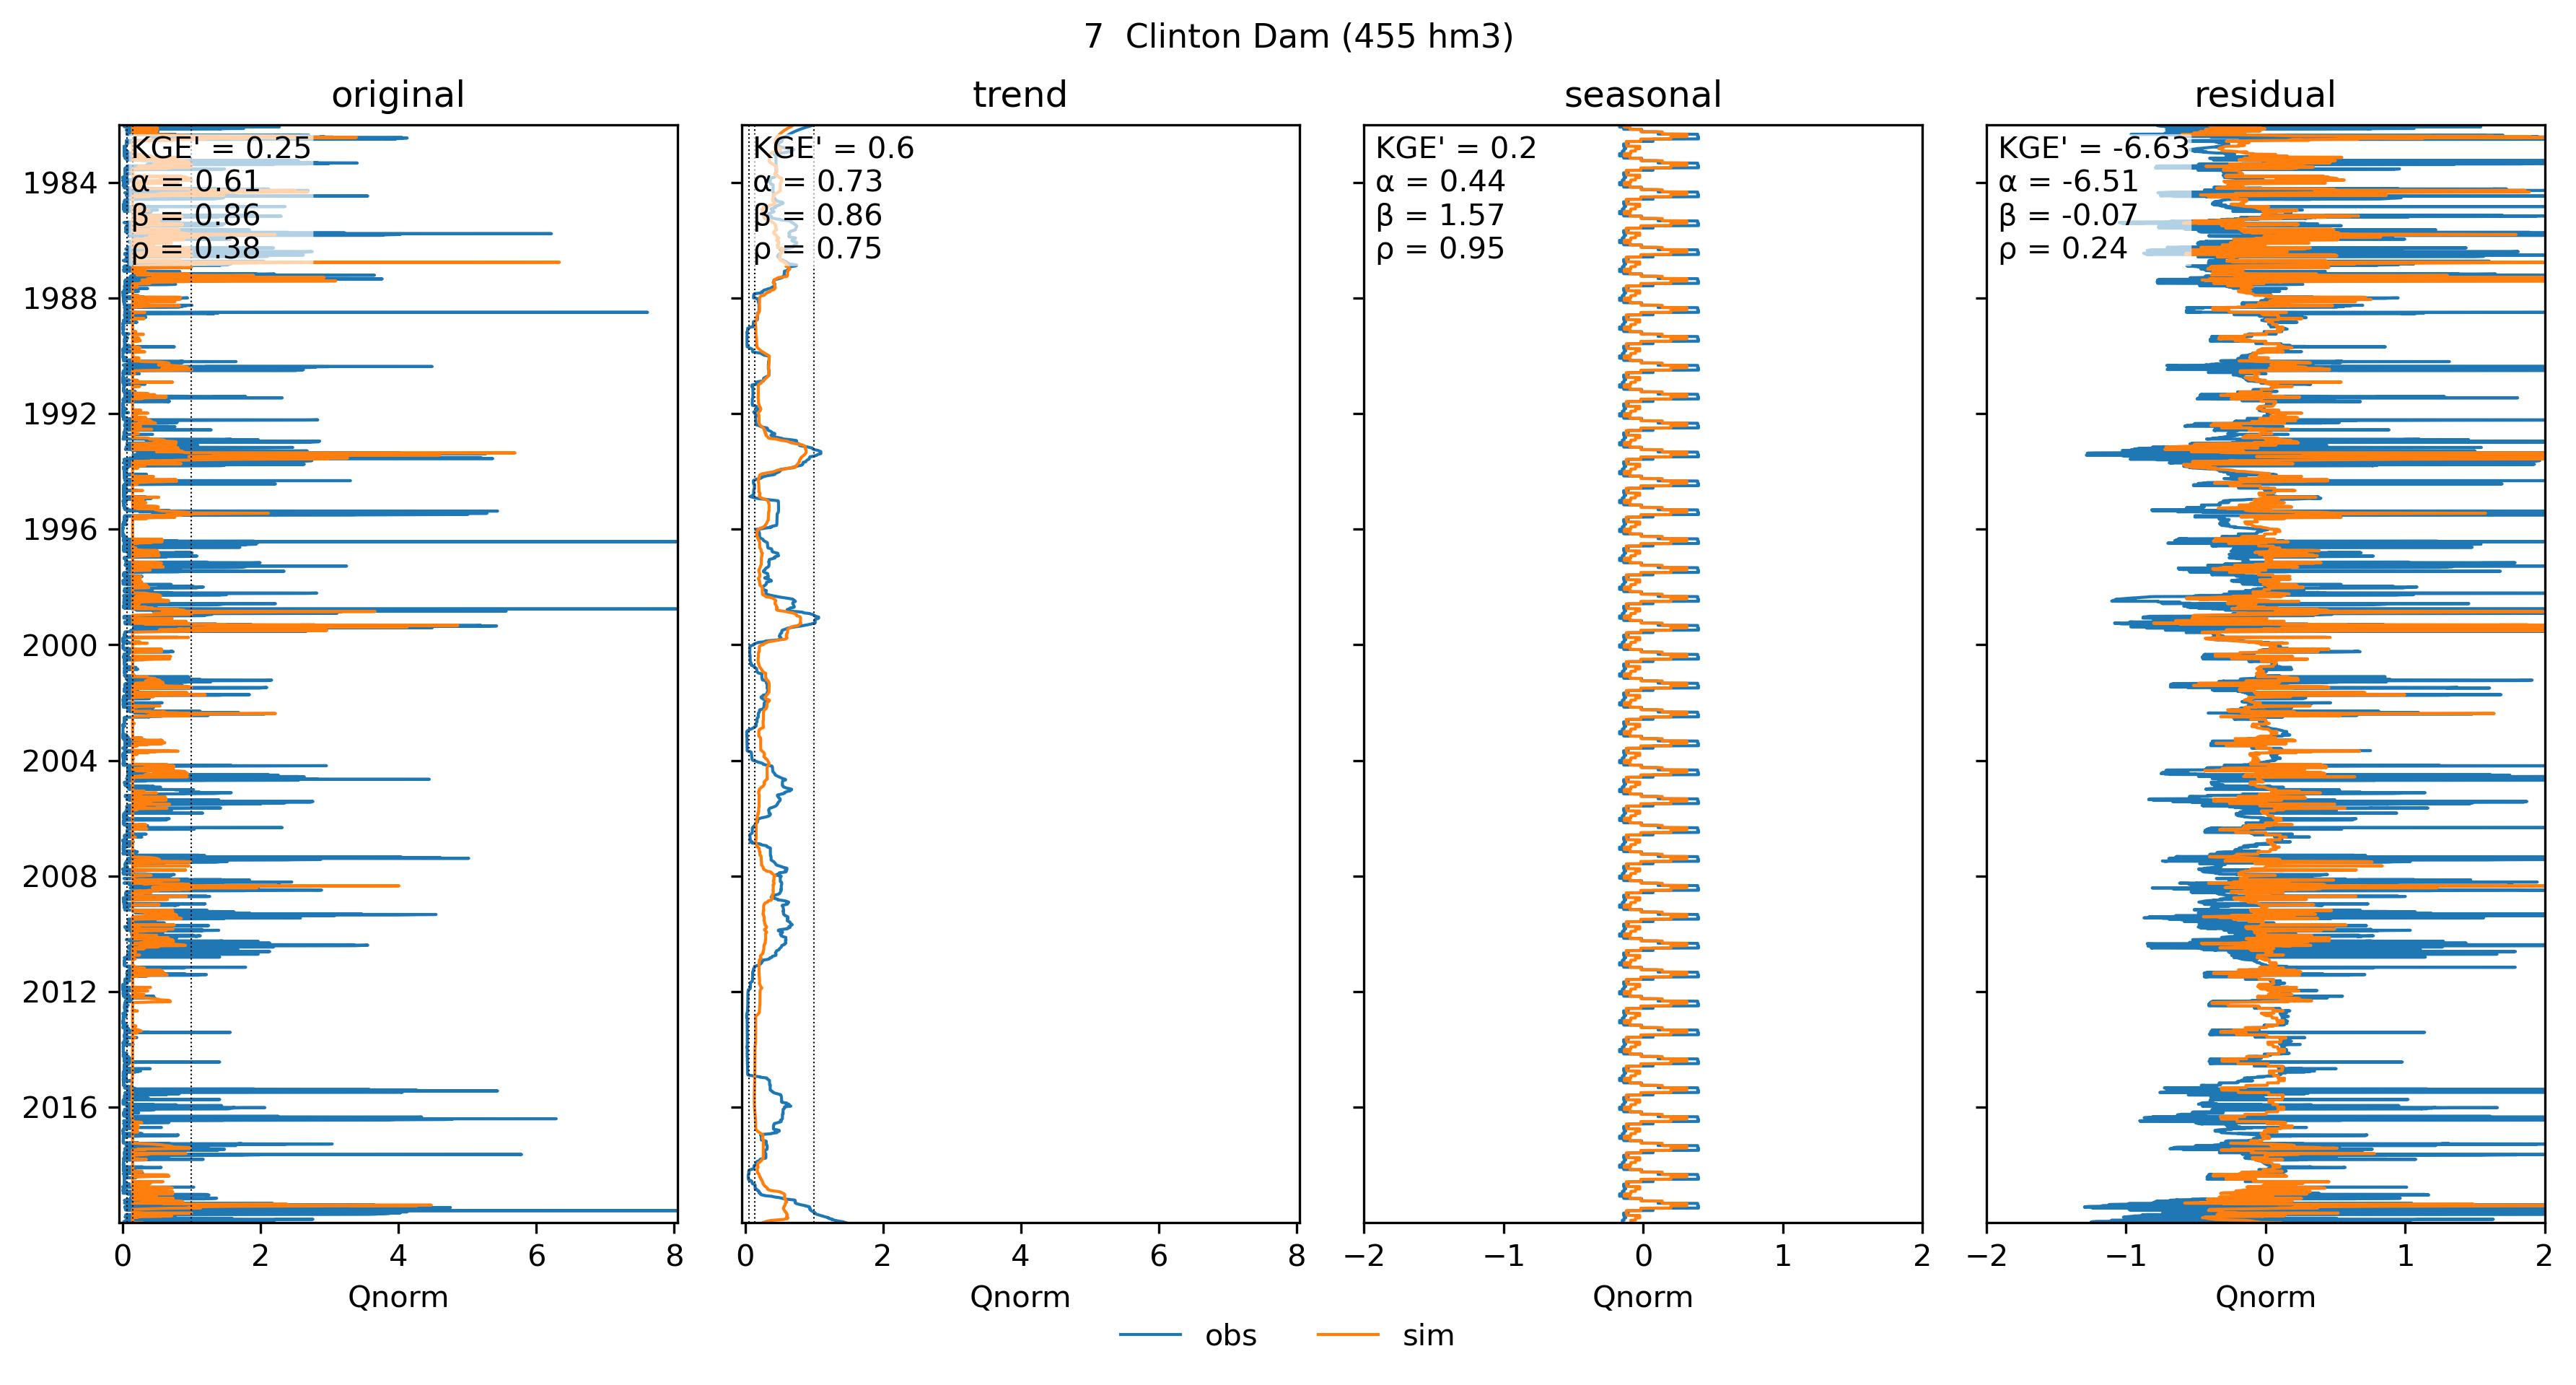 7  Clinton Dam (455 hm3)
original
trend
seasonal
residual
KGE' = 0.25
α = 0.61
β = 0.86
ρ = 0.38
KGE' = 0.6
α = 0.73
β = 0.86
ρ = 0.75
KGE' = 0.2
α = 0.44
β = 1.57
ρ = 0.95
KGE' = -6.63
α = -6.51
β = -0.07
ρ = 0.24
1984
1988
1992
1996
2000
2004
2008
2012
2016
0 2 4 6 8
0 2 4 6 8
−2 −1 0 1 2
−2 −1 0 1 2
Qnorm
Qnorm
Qnorm
Qnorm
obs
sim